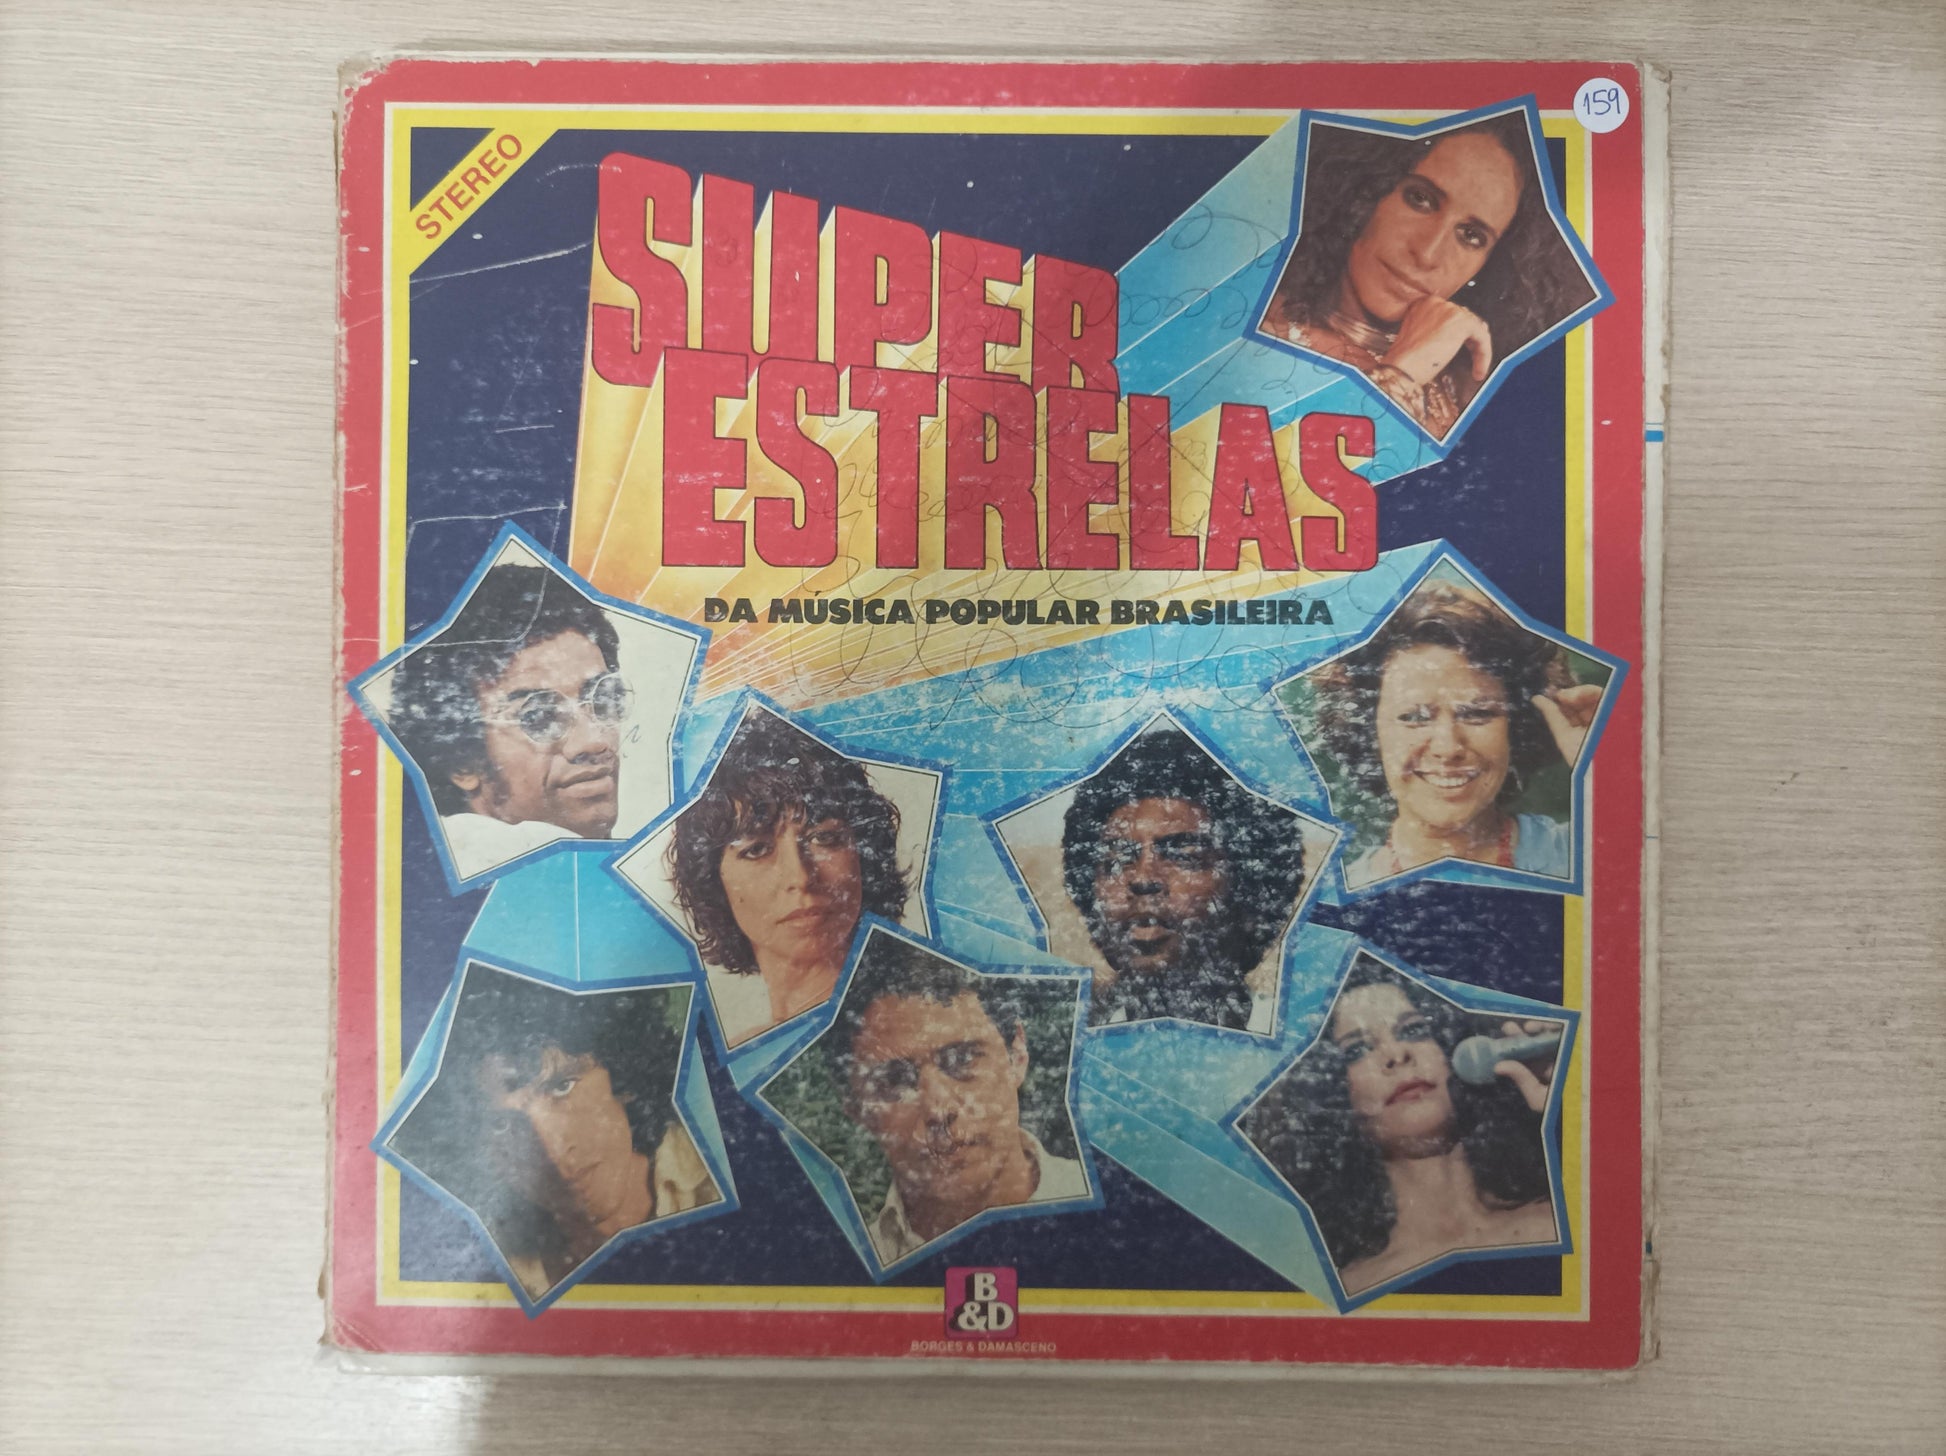 STEREO
159
SUPER
ESTRELAS
DA MÚSICA POPULAR BRASILEIRA
B
&D
BORGES & DAMASCENO